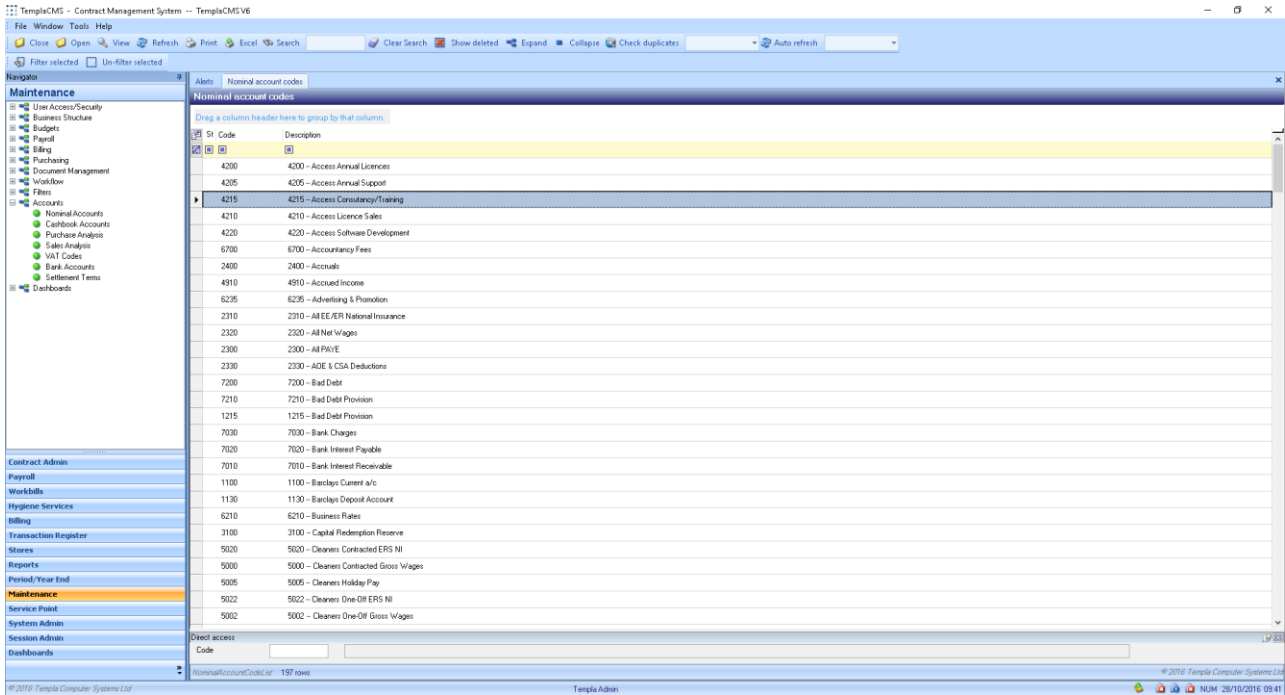 TemplaCMS - Contract Management System -- TemplaCMS V6
File Window Tools Help
Close Open View Refresh Print Excel Search Clear Search Show deleted Expand Collapse Check duplicates Auto refresh
Filter selected Un-filter selected
Navigator
Maintenance
User Access/Security
Business Structure
Budgets
Payroll
Billing
Purchasing
Document Management
Workflow
Filters
Accounts
Nominal Accounts
Cashbook Accounts
Purchase Analysis
Sales Analysis
VAT Codes
Bank Accounts
Settlement Terms
Dashboards
Contract Admin
Payroll
Workbills
Hygiene Services
Billing
Transaction Register
Stores
Reports
Period/Year End
Maintenance
Service Point
System Admin
Session Admin
Dashboards
Alerts Nominal account codes
Nominal account codes
Drag a column header here to group by that column.
St Code Description
4200 4200 -- Access Annual Licences
4205 4205 -- Access Annual Support
4215 4215 -- Access Consutancy/Training
4210 4210 -- Access Licence Sales
4220 4220 -- Access Software Development
6700 6700 -- Accountancy Fees
2400 2400 -- Accruals
4910 4910 -- Accrued Income
6235 6235 -- Advertising & Promotion
2310 2310 -- All EE/ER National Insurance
2320 2320 -- All Net Wages
2300 2300 -- All PAYE
2330 2330 -- AOE & CSA Deductions
7200 7200 -- Bad Debt
7210 7210 -- Bad Debt Provision
1215 1215 -- Bad Debt Provision
7030 7030 -- Bank Charges
7020 7020 -- Bank Interest Payable
7010 7010 -- Bank Interest Receivable
1100 1100 -- Barclays Current a/c
1130 1130 -- Barclays Deposit Account
6210 6210 -- Business Rates
3100 3100 -- Capital Redemption Reserve
5020 5020 -- Cleaners Contracted ERS NI
5000 5000 -- Cleaners Contracted Gross Wages
5005 5005 -- Cleaners Holiday Pay
5022 5022 -- Cleaners One-Off ERS NI
5002 5002 -- Cleaners One-Off Gross Wages
Direct access
Code
NominalAccountCodeList 197 rows © 2016 Templa Computer Systems Ltd
© 2016 Templa Computer Systems Ltd Templa Admin NUM 28/10/2016 09:41